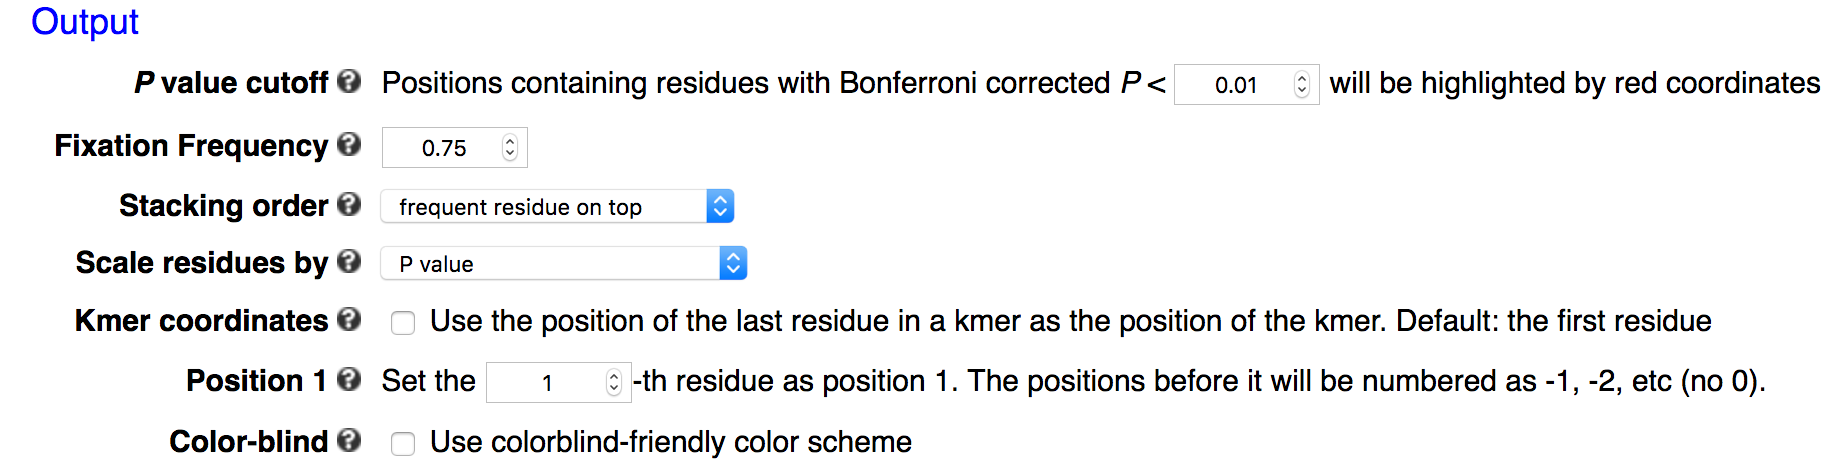 Output
P value cutoff ? Positions containing residues with Bonferroni corrected P < 0.01 will be highlighted by red coordinates
Fixation Frequency ? 0.75
Stacking order ? frequent residue on top
Scale residues by ? P value
Kmer coordinates ? Use the position of the last residue in a kmer as the position of the kmer. Default: the first residue
Position 1 ? Set the 1 -th residue as position 1. The positions before it will be numbered as -1, -2, etc (no 0).
Color-blind ? Use colorblind-friendly color scheme